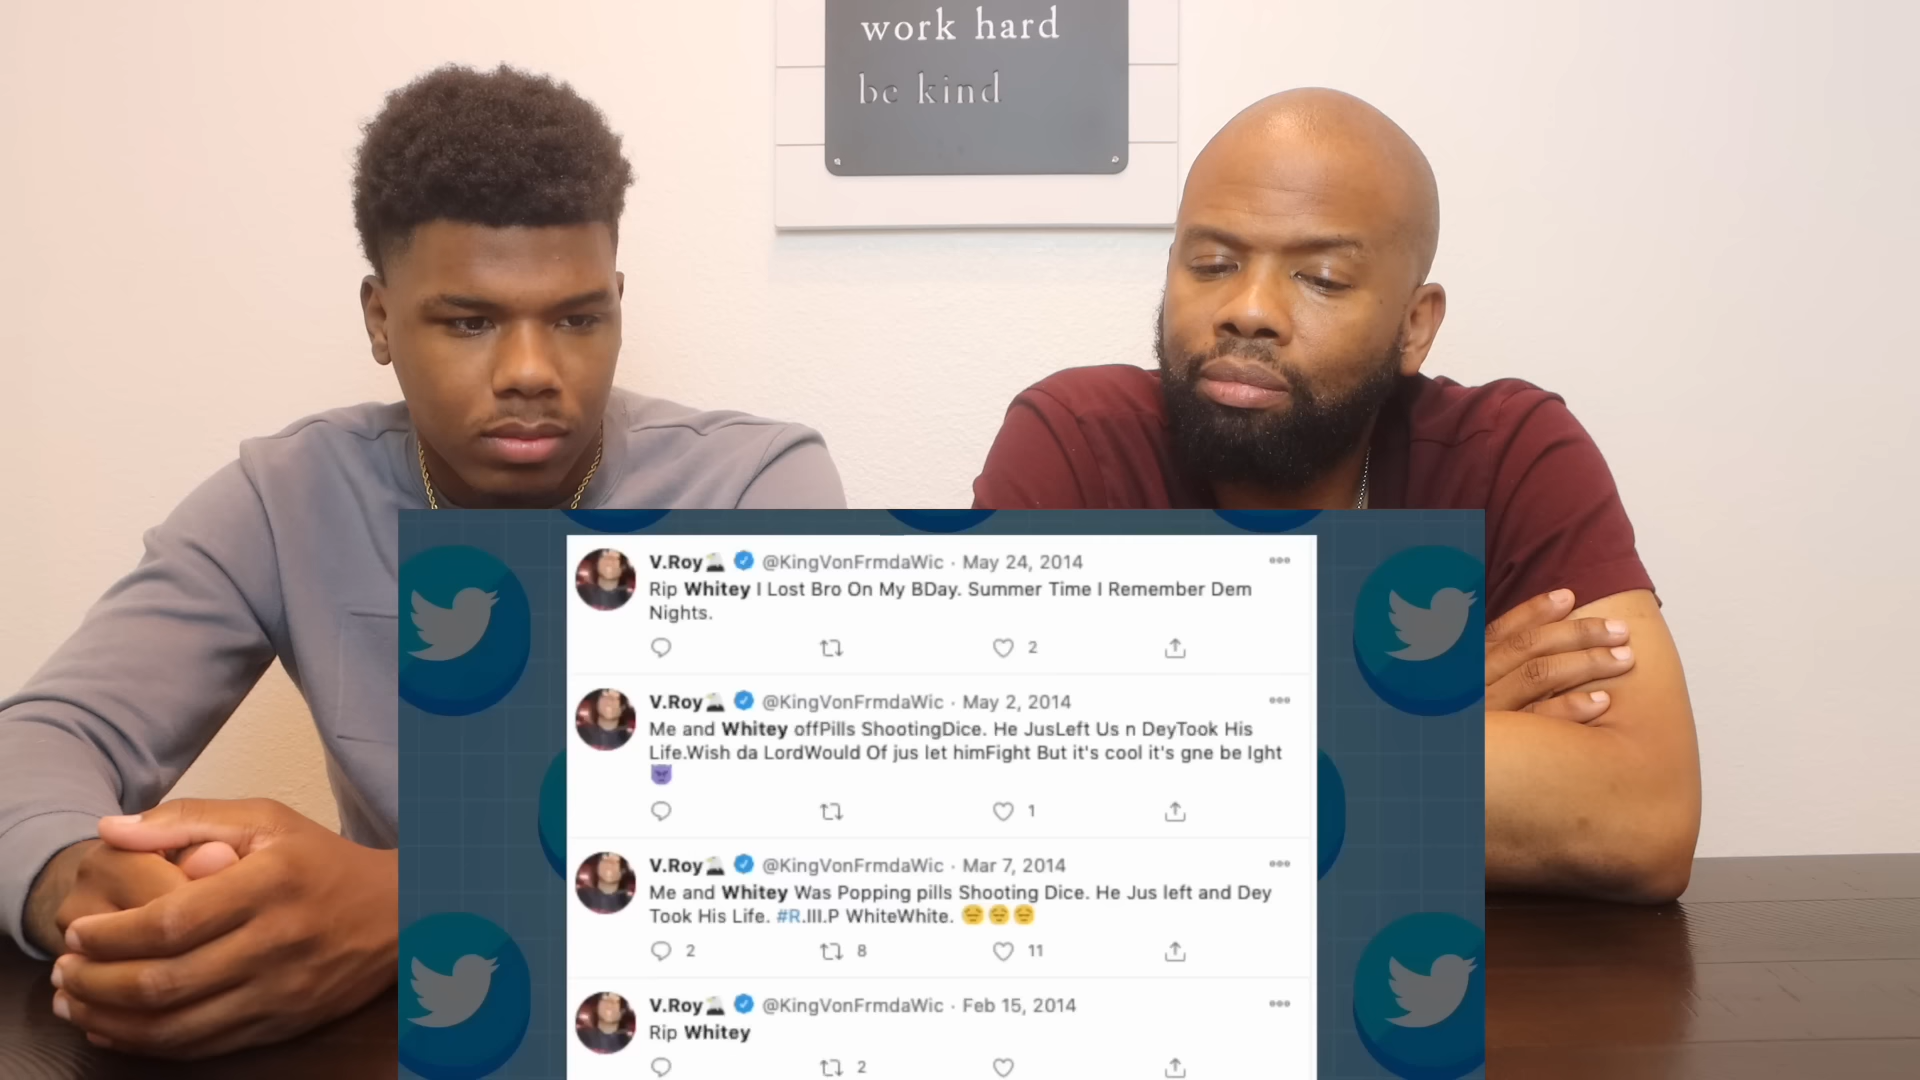 work hard
be kind
V.Roy @KingVonFrmdaWic · May 24, 2014
Rip Whitey I Lost Bro On My BDay. Summer Time I Remember Dem
Nights.
2
V.Roy @KingVonFrmdaWic · May 2, 2014
Me and Whitey offPills ShootingDice. He JusLeft Us n DeyTook His
Life.Wish da LordWould Of jus let himFight But it's cool it's gne be Ight
😈
1
V.Roy @KingVonFrmdaWic · Mar 7, 2014
Me and Whitey Was Popping pills Shooting Dice. He Jus left and Dey
Took His Life. #R.III.P WhiteWhite. 😔😔😔
2 8 11
V.Roy @KingVonFrmdaWic · Feb 15, 2014
Rip Whitey
2